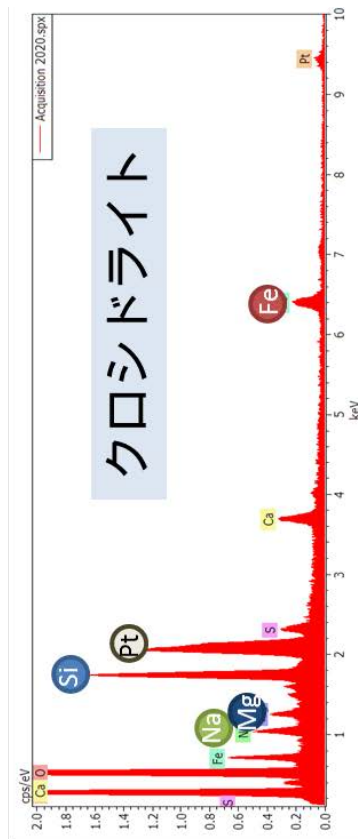 cps/eV
Acquisition 2020.spx
クロシドライト
2.0
1.8
1.6
1.4
1.2
1.0
0.8
0.6
0.4
0.2
0.0
Ca
O
S
Fe
Na
Mg
Si
Pt
S
Ca
Fe
Pt
1
2
3
4
5
6
7
8
9
10
keV